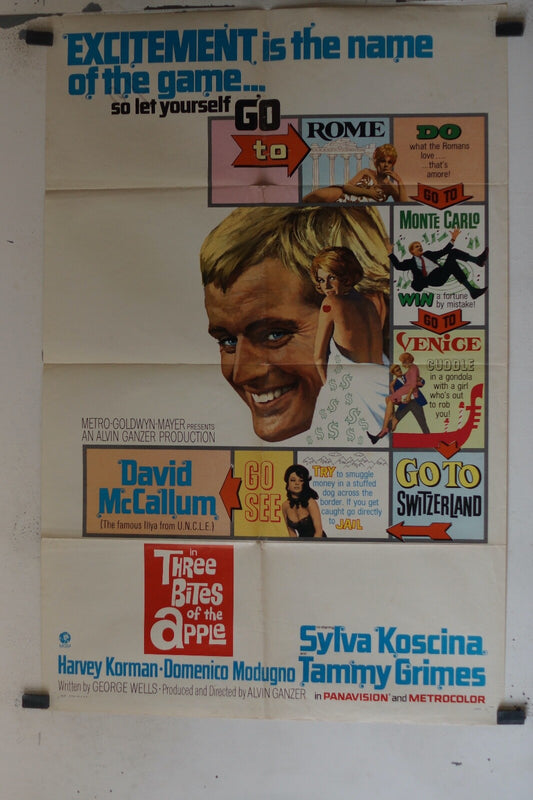 EXCITEMENT is the name
of the game...
so let yourself GO
to
ROME
DO
what the Romans
love.....
...that's
amore!
GO TO
MONTE CARLO
WIN a fortune
by mistake!
GO TO
VENICE
CUDDLE
in a gondola
with a girl
who's out
to rob
you!
GO TO
SWITZERLAND
TRY to smuggle
money in a stuffed
dog across the
border. If you get
caught go directly
to JAIL
GO
SEE
METRO-GOLDWYN-MAYER PRESENTS
AN ALVIN GANZER PRODUCTION
David
McCallum
(The famous Illya from U.N.C.L.E.)
in
THREE
BITES
of the
aPPLE
MGM
co-starring
Sylva Koscina
and
Harvey Korman · Domenico Modugno Tammy Grimes
Written by GEORGE WELLS · Produced and Directed by ALVIN GANZER in PANAVISION and METROCOLOR